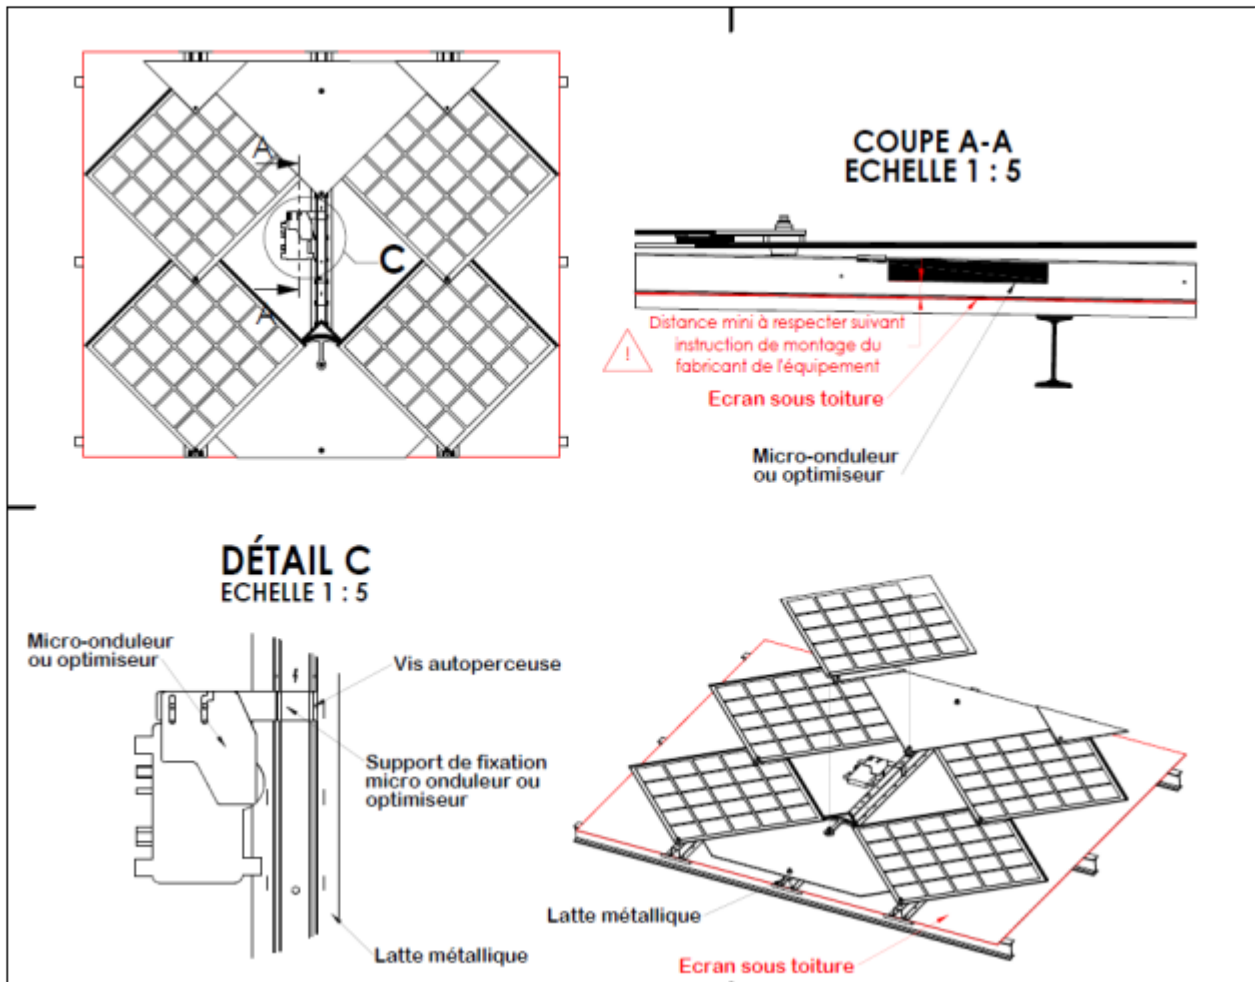 A
C
A
COUPE A-A
ECHELLE 1 : 5
Distance mini à respecter suivant
instruction de montage du
fabricant de l'équipement
!
Ecran sous toiture
Micro-onduleur
ou optimiseur
DÉTAIL C
ECHELLE 1 : 5
Micro-onduleur
ou optimiseur
Vis autoperceuse
Support de fixation
micro onduleur ou
optimiseur
Latte métallique
Latte métallique
Ecran sous toiture